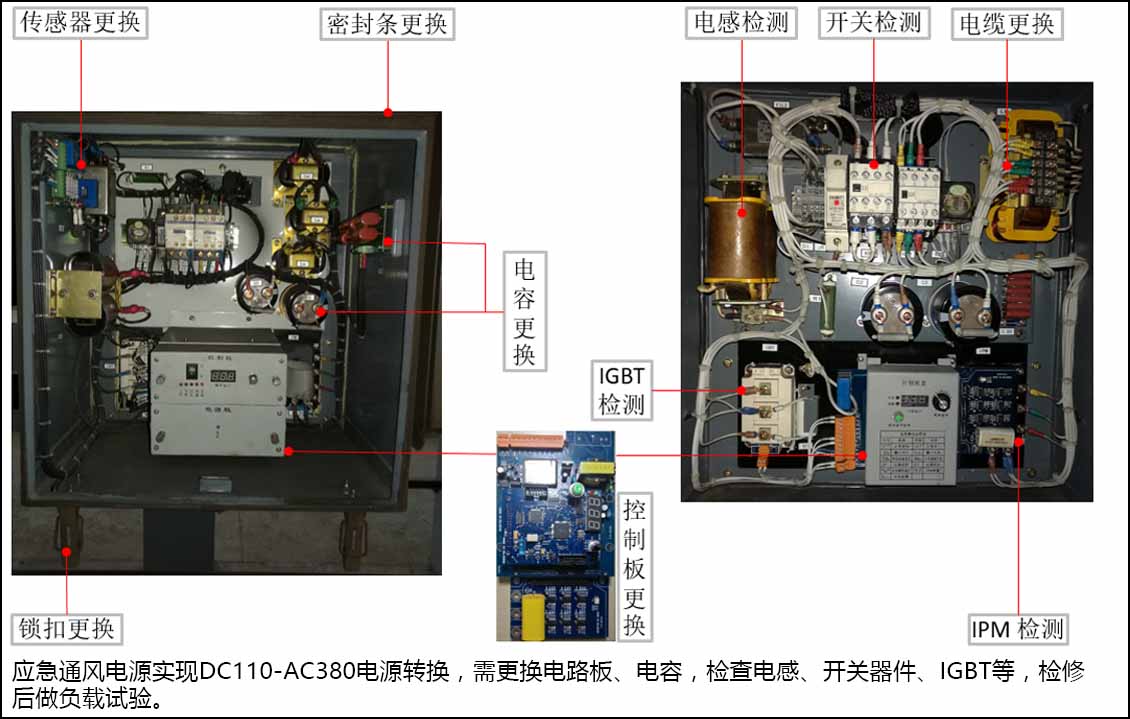 传感器更换
密封条更换
电感检测
开关检测
电缆更换
电容更换
IGBT
检测
控制板更换
锁扣更换
IPM 检测
应急通风电源实现DC110-AC380电源转换，需更换电路板、电容，检查电感、开关器件、IGBT等，检修
后做负载试验。